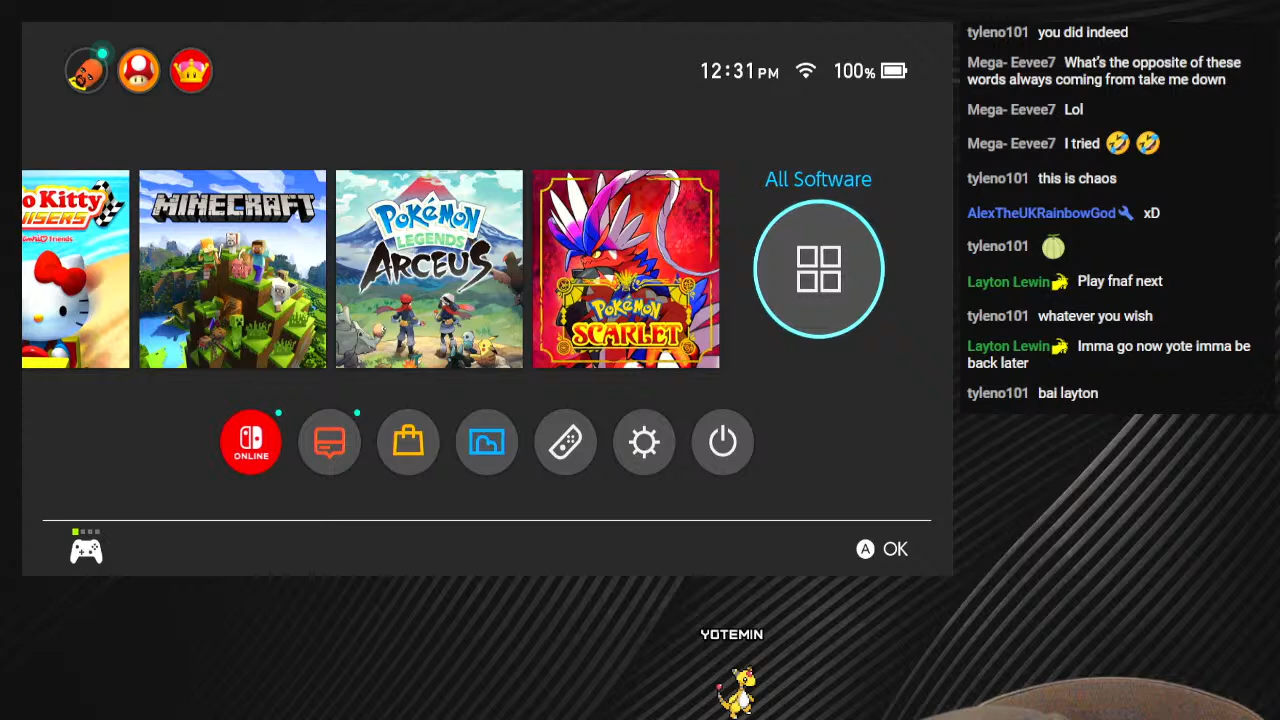 12:31 PM 100%
All Software
o Kitty
UISERS
Friends
MINECRAFT
Pokémon
LEGENDS
ARCEUS
Pokémon
SCARLET
ONLINE
A OK
tyleno101 you did indeed
Mega- Eevee7 What's the opposite of these
words always coming from take me down
Mega- Eevee7 Lol
Mega- Eevee7 I tried 🤣 🤣
tyleno101 this is chaos
AlexTheUKRainbowGod xD
tyleno101 🍈
Layton Lewin Play fnaf next
tyleno101 whatever you wish
Layton Lewin Imma go now yote imma be
back later
tyleno101 bai layton
YOTEMIN